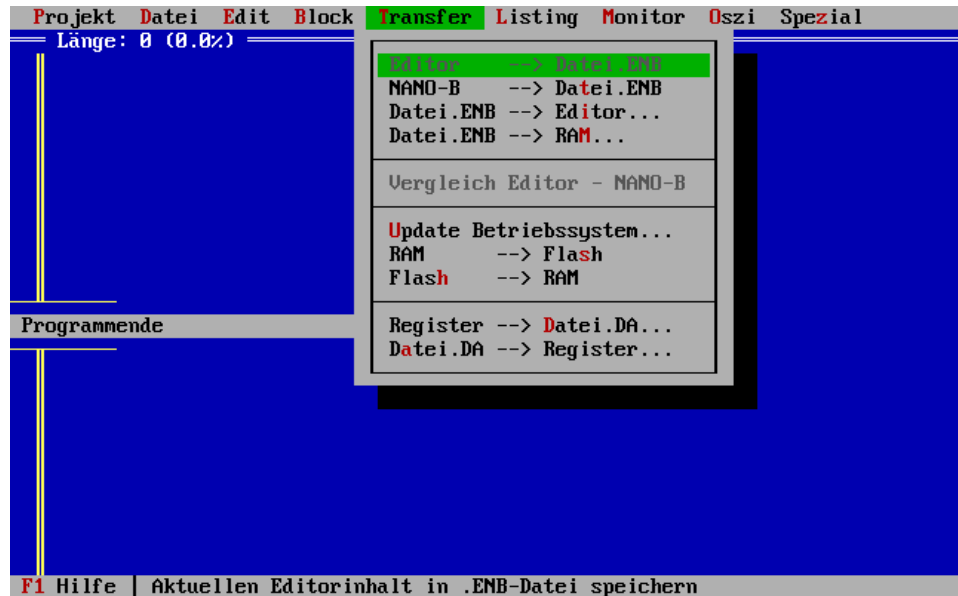 Projekt Datei Edit Block Transfer Listing Monitor Oszi Spezial
Länge: 0 (0.0%)
Editor --> Datei.ENB
NANO-B --> Datei.ENB
Datei.ENB --> Editor...
Datei.ENB --> RAM...
Vergleich Editor - NANO-B
Update Betriebssystem...
RAM --> Flash
Flash --> RAM
Register --> Datei.DA...
Datei.DA --> Register...
Programmende
F1 Hilfe | Aktuellen Editorinhalt in .ENB-Datei speichern